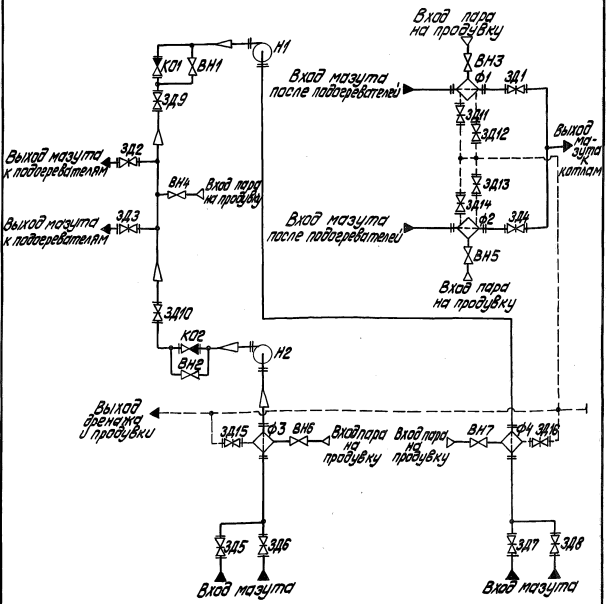 Вход пара
на продувку
ВН3
Ф1
ЗД1
Вход мазута
после подогревателей
ЗД11
ЗД12
Выход
ма-
зута
к
котлам
ЗД13
ЗД14
Ф2
ЗД4
Вход мазута
после подогревателей
ВН5
Вход пара
на продувку
Н1
КО1
ВН1
ЗД9
ЗД2
Выход мазута
к подогревателям
ВН4
Вход пара
на продувку
ЗД3
Выход мазута
к подогревателям
ЗД10
КО2
ВН2
Н2
Выход
дренажа
и продувки
ЗД15
Ф3
ВН6
Вход пара
на
продувку
Вход пара
на
продувку
ВН7
Ф4
ЗД16
ЗД5
ЗД6
Вход мазута
ЗД7
ЗД8
Вход мазута